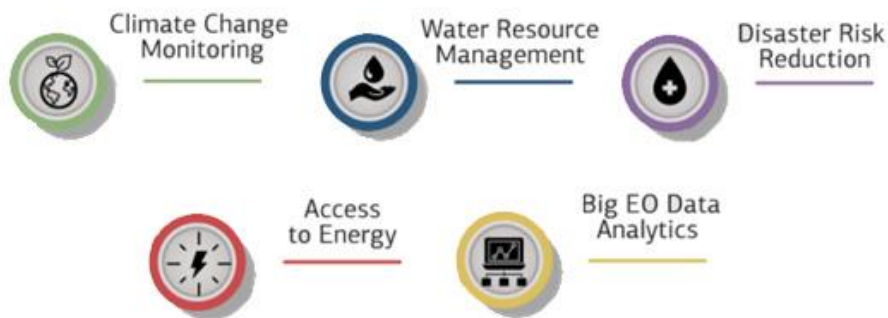 Climate Change
Monitoring
Water Resource
Management
Disaster Risk
Reduction
Access
to Energy
Big EO Data
Analytics